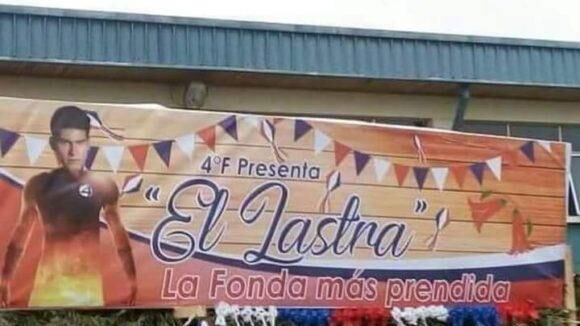 4°F Presenta
"El Lastra"
La Fonda más prendida